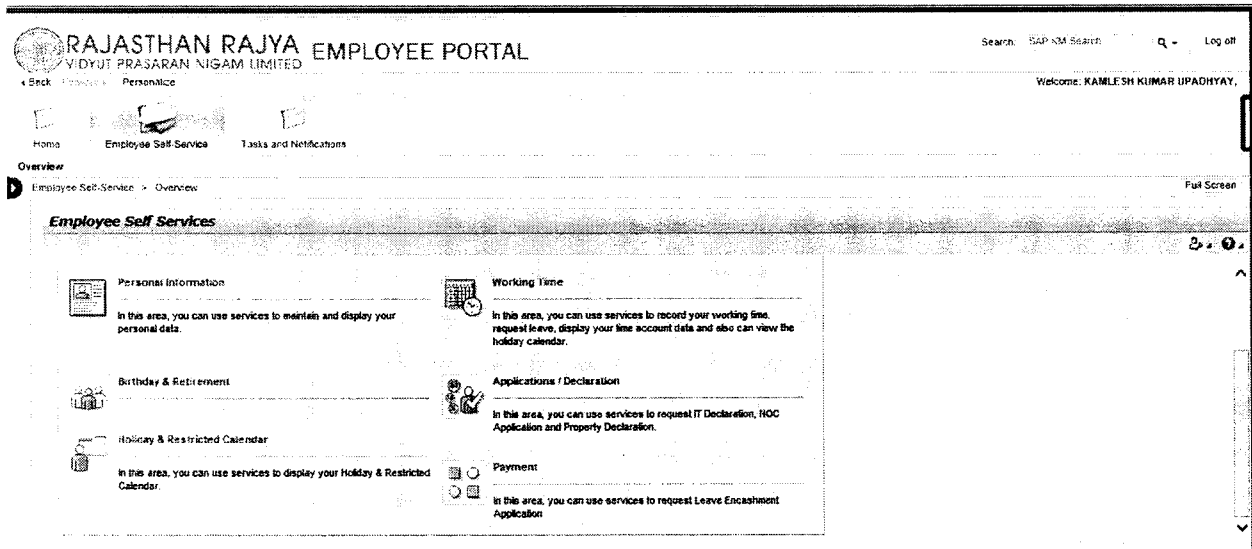 RAJASTHAN RAJYA
VIDYUT PRASARAN NIGAM LIMITED
EMPLOYEE PORTAL
Search: SAP KM Search
Log off
Back
Personalize
Welcome: KAMLESH KUMAR UPADHYAY,
Home
Employee Self-Service
Tasks and Notifications
Overview
Employee Self-Service > Overview
Full Screen
Employee Self Services
Personal Information
In this area, you can use services to maintain and display your
personal data.
Working Time
In this area, you can use services to record your working time,
request leave, display your time account data and also can view the
holiday calendar.
Birthday & Retirement
Applications / Declaration
In this area, you can use services to request IT Declaration, NOC
Application and Property Declaration.
Holiday & Restricted Calendar
In this area, you can use services to display your Holiday & Restricted
Calendar.
Payment
In this area, you can use services to request Leave Encashment
Application